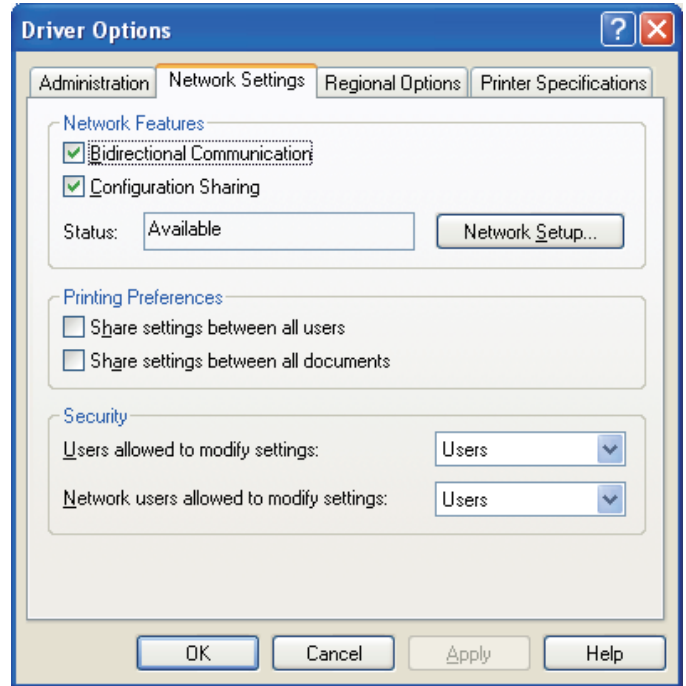 Driver Options
Administration Network Settings Regional Options Printer Specifications
Network Features
Bidirectional Communication
Configuration Sharing
Status: Available Network Setup...
Printing Preferences
Share settings between all users
Share settings between all documents
Security
Users allowed to modify settings: Users
Network users allowed to modify settings: Users
OK Cancel Apply Help